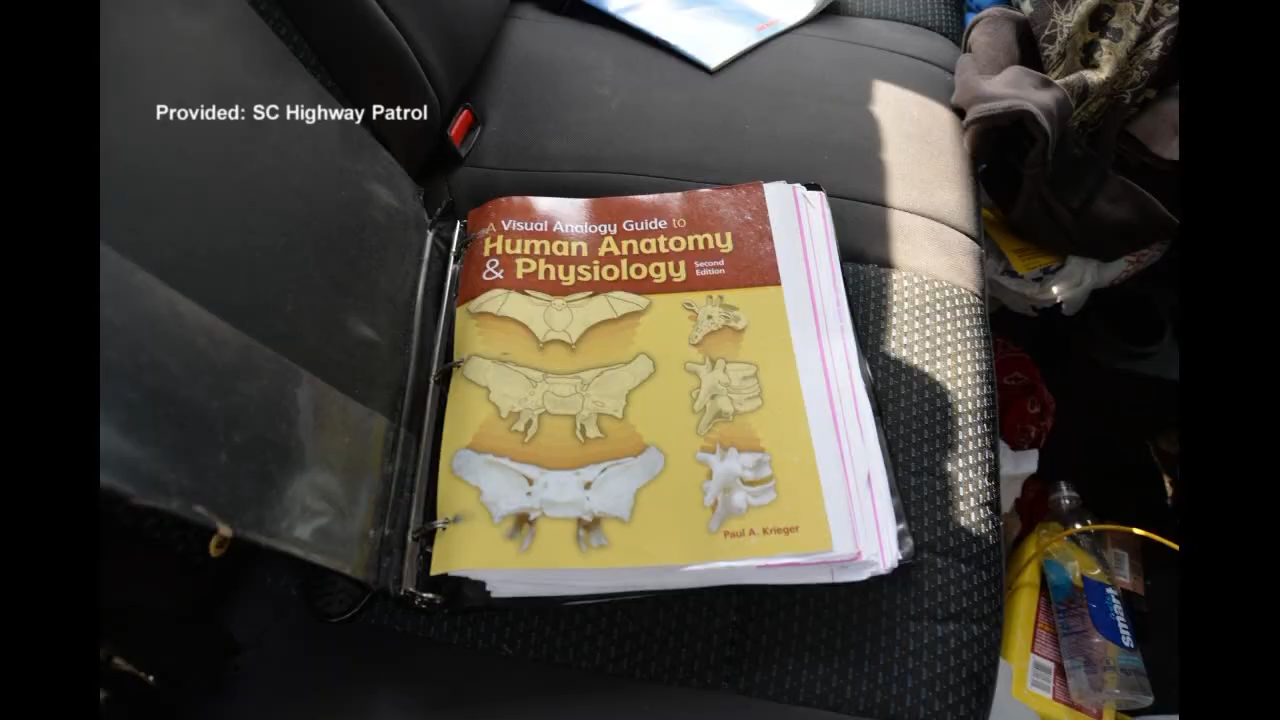 Provided: SC Highway Patrol
A Visual Analogy Guide to
Human Anatomy
& Physiology
Second
Edition
Paul A. Krieger
smart